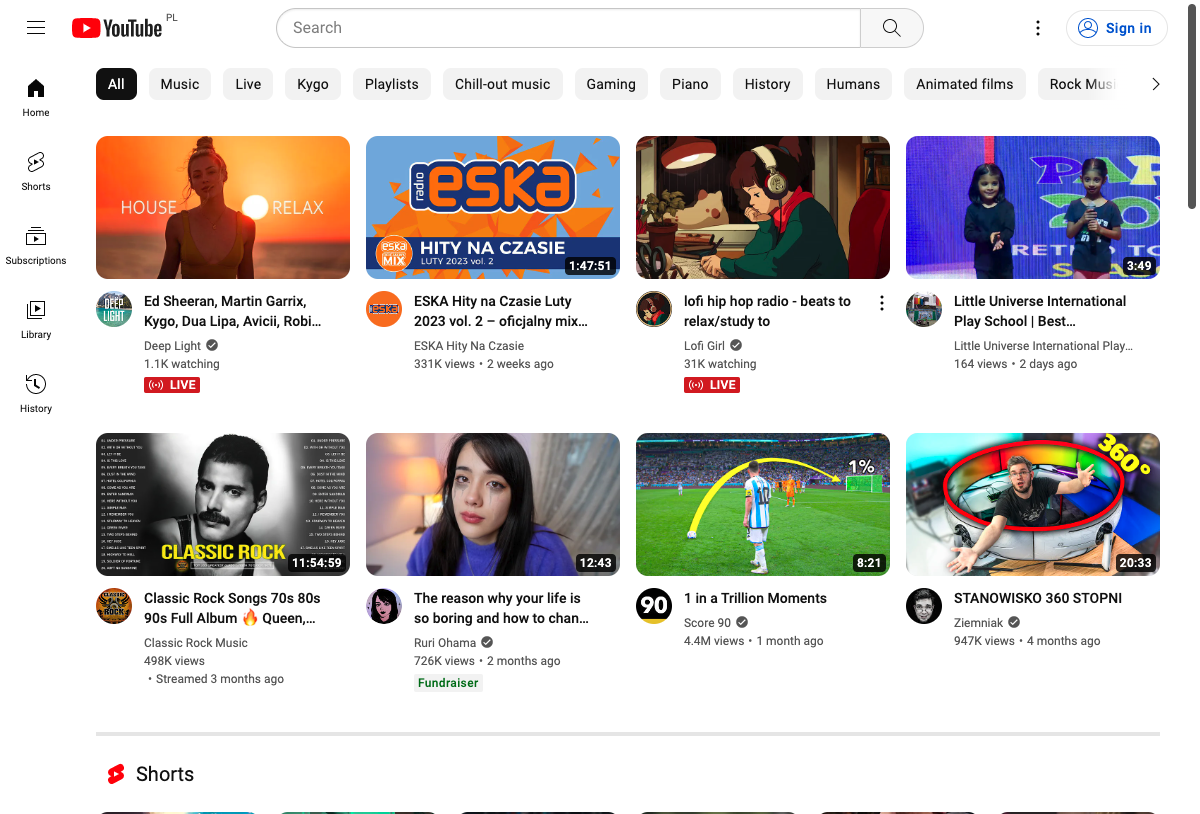 YouTube PL
Search
Sign in
All
Music
Live
Kygo
Playlists
Chill-out music
Gaming
Piano
History
Humans
Animated films
Rock Musi
Home
Shorts
Subscriptions
Library
History
HOUSE RELAX
radio
eska
eska
MIX
HITY NA CZASIE
LUTY 2023 vol. 2
1:47:51
RETRO TO
3:49
DEEP
LIGHT
Ed Sheeran, Martin Garrix,
Kygo, Dua Lipa, Avicii, Robi…
Deep Light
1.1K watching
LIVE
ESKA Hity na Czasie Luty
2023 vol. 2 – oficjalny mix…
ESKA Hity Na Czasie
331K views • 2 weeks ago
lofi hip hop radio - beats to
relax/study to
Lofi Girl
31K watching
LIVE
Little Universe International
Play School | Best…
Little Universe International Play…
164 views • 2 days ago
CLASSIC ROCK
11:54:59
12:43
10
1%
8:21
360°
20:33
CLASSIC
ROCK
Classic Rock Songs 70s 80s
90s Full Album 🔥 Queen,…
Classic Rock Music
498K views
• Streamed 3 months ago
The reason why your life is
so boring and how to chan…
Ruri Ohama
726K views • 2 months ago
Fundraiser
90
1 in a Trillion Moments
Score 90
4.4M views • 1 month ago
STANOWISKO 360 STOPNI
Ziemniak
947K views • 4 months ago
Shorts